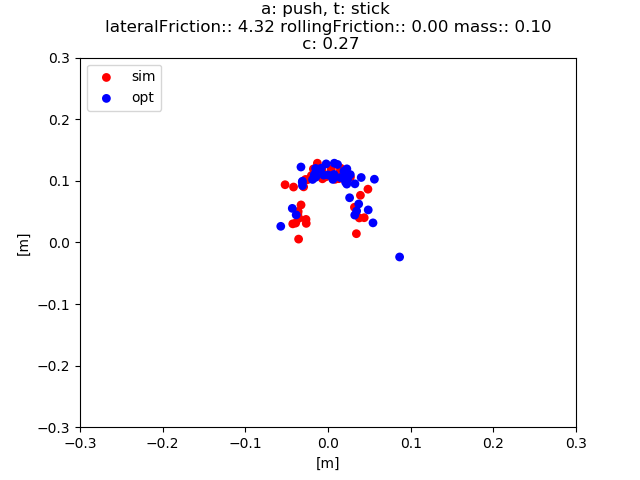 a: push, t: stick
lateralFriction:: 4.32 rollingFriction:: 0.00 mass:: 0.10
c: 0.27
sim
opt
0.3
0.2
0.1
0.0
−0.1
−0.2
−0.3
[m]
−0.3
−0.2
−0.1
0.0
0.1
0.2
0.3
[m]